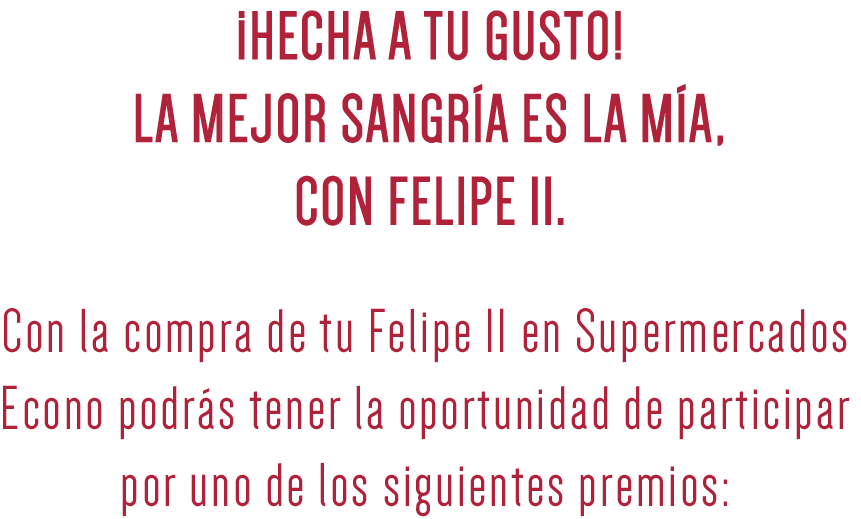 ¡HECHA A TU GUSTO!
LA MEJOR SANGRÍA ES LA MÍA,
CON FELIPE II.
Con la compra de tu Felipe II en Supermercados
Econo podrás tener la oportunidad de participar
por uno de los siguientes premios: